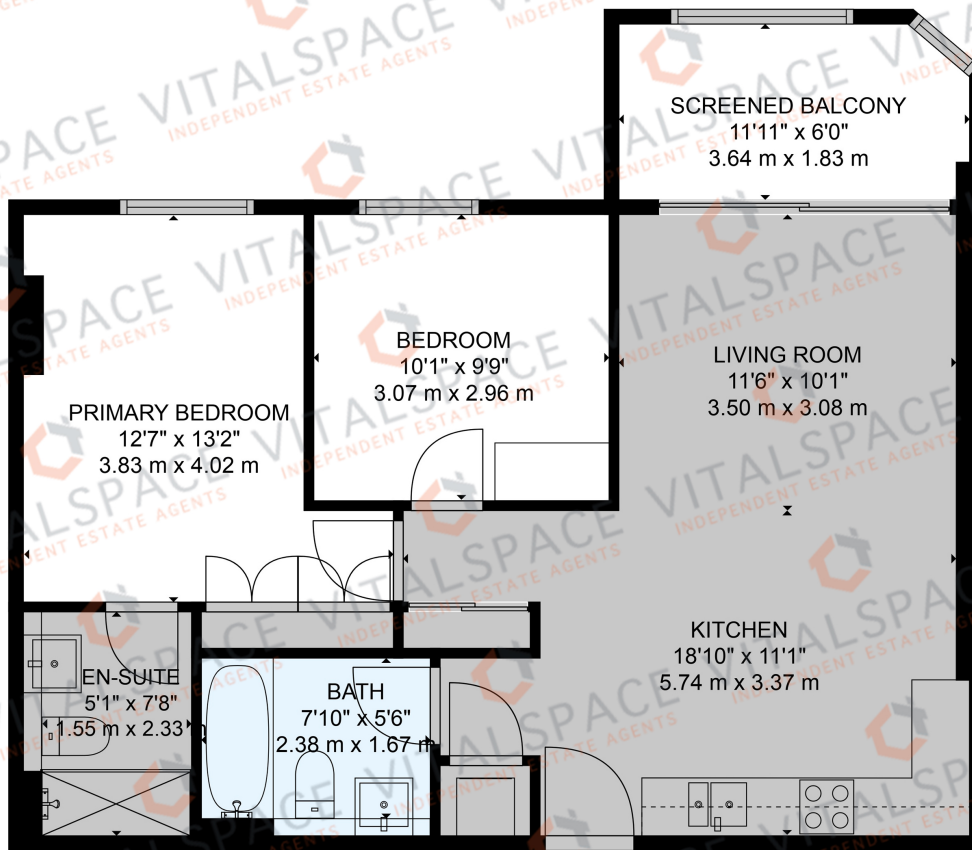 SCREENED BALCONY
11'11" x 6'0"
3.64 m x 1.83 m
BEDROOM
10'1" x 9'9"
3.07 m x 2.96 m
LIVING ROOM
11'6" x 10'1"
3.50 m x 3.08 m
PRIMARY BEDROOM
12'7" x 13'2"
3.83 m x 4.02 m
KITCHEN
18'10" x 11'1"
5.74 m x 3.37 m
EN-SUITE
5'1" x 7'8"
1.55 m x 2.33 m
BATH
7'10" x 5'6"
2.38 m x 1.67 m
VITALSPACE
INDEPENDENT ESTATE AGENTS